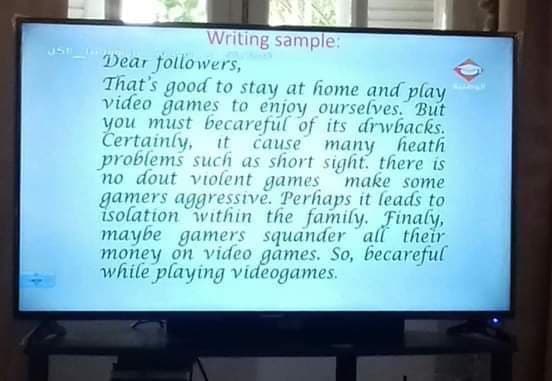 Writing sample:
Dear followers,
That's good to stay at home and play
video games to enjoy ourselves. But
you must becareful of its drwbacks.
Certainly, it cause many heath
problems such as short sight. there is
no dout violent games make some
gamers aggressive. Perhaps it leads to
isolation within the family. Finaly,
maybe gamers squander all their
money on video games. So, becareful
while playing videogames.
الوطنية